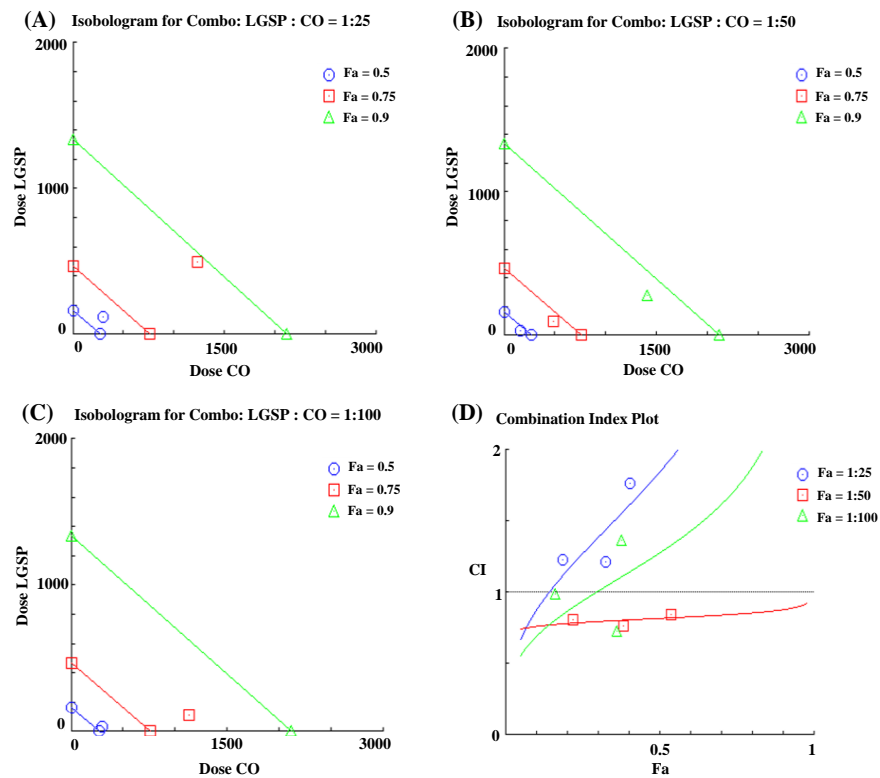 (A) Isobologram for Combo: LGSP : CO = 1:25
2000
1000
0
Dose LGSP
0 1500 3000
Dose CO
Fa = 0.5
Fa = 0.75
Fa = 0.9
(B) Isobologram for Combo: LGSP : CO = 1:50
2000
1000
0
Dose LGSP
0 1500 3000
Dose CO
Fa = 0.5
Fa = 0.75
Fa = 0.9
(C) Isobologram for Combo: LGSP : CO = 1:100
2000
1000
0
Dose LGSP
0 1500 3000
Dose CO
Fa = 0.5
Fa = 0.75
Fa = 0.9
(D) Combination Index Plot
2
CI
1
0
0.5 1
Fa
Fa = 1:25
Fa = 1:50
Fa = 1:100